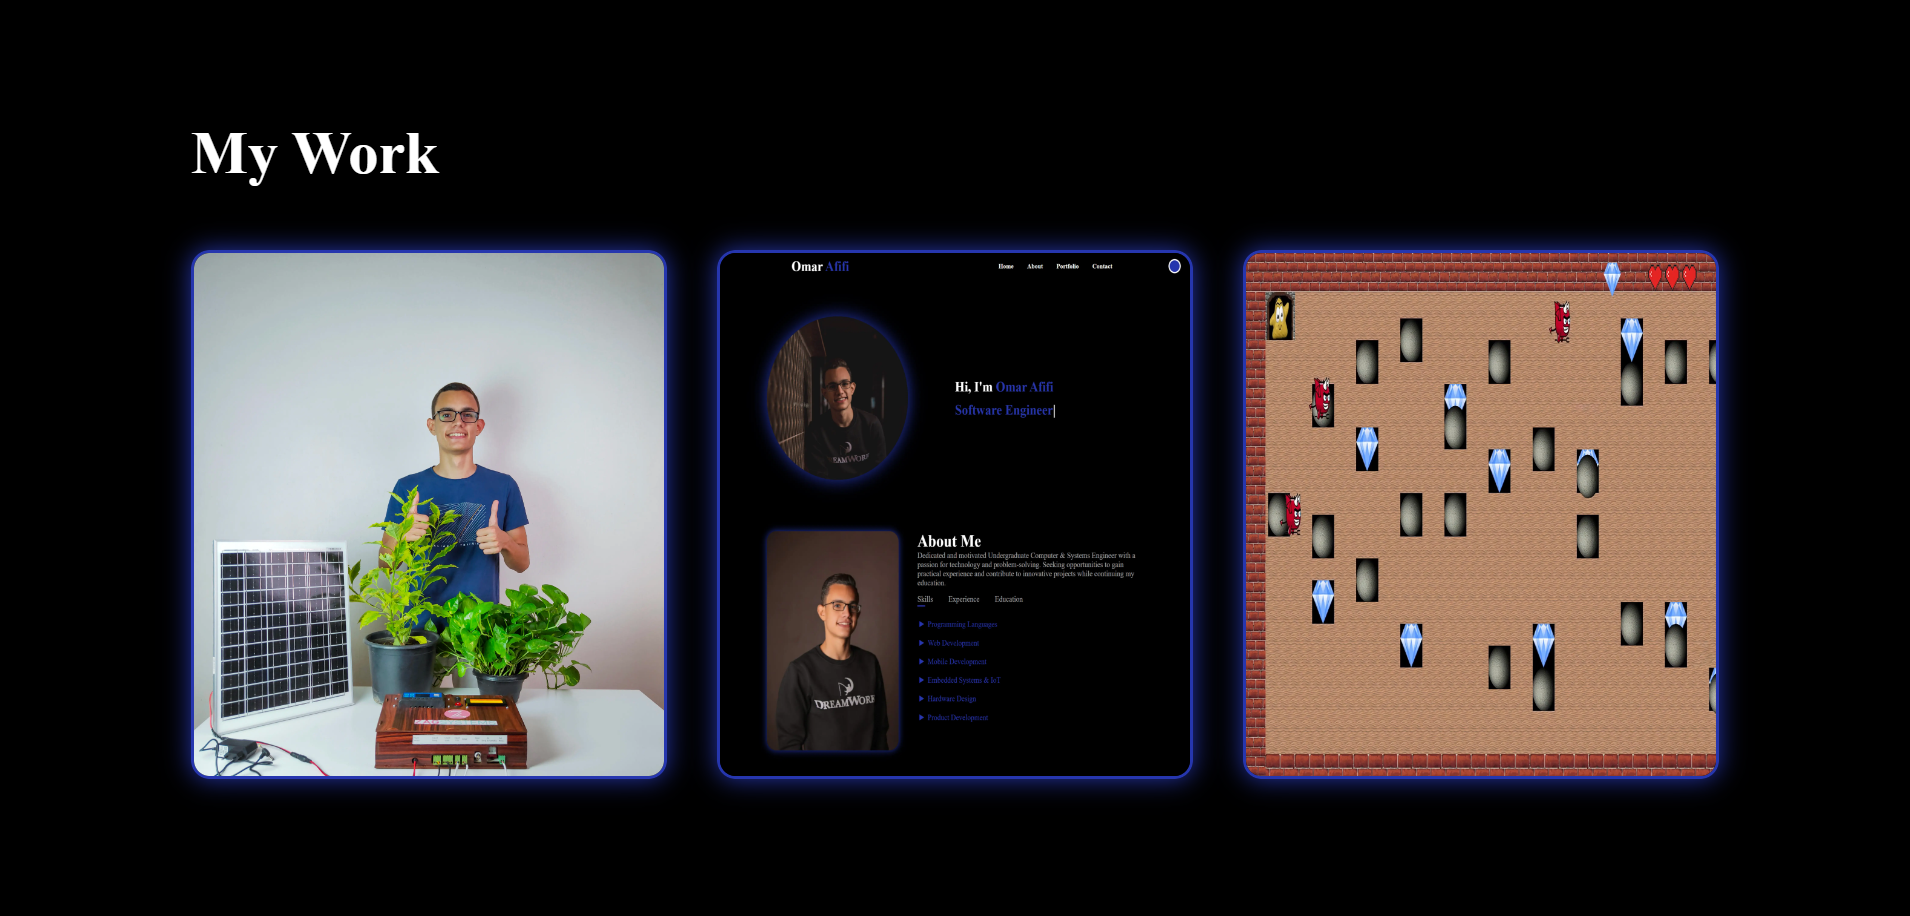 My Work
Omar Afifi
Home About Portfolio Contact
Hi, I'm Omar Afifi
Software Engineer
DREAMWORK
About Me
Dedicated and motivated Undergraduate Computer & Systems Engineer with a
passion for technology and problem-solving. Seeking opportunities to gain
practical experience and contribute to innovative projects while continuing my
education.
Skills Experience Education
Programming Languages
Web Development
Mobile Development
Embedded Systems & IoT
Hardware Design
Product Development
DREAMWORK